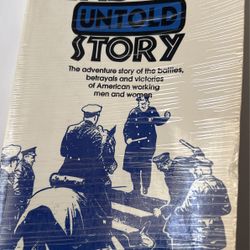 UNTOLD
STORY
The adventure story of the battles,
betrayals and victories
of American working
men and women